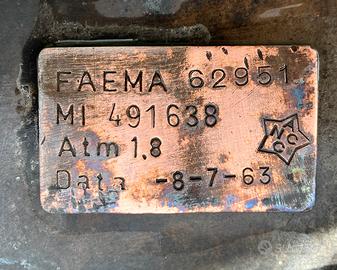 FAEMA 62951
MI 491638
Atm 1,8
Data -8-7-63